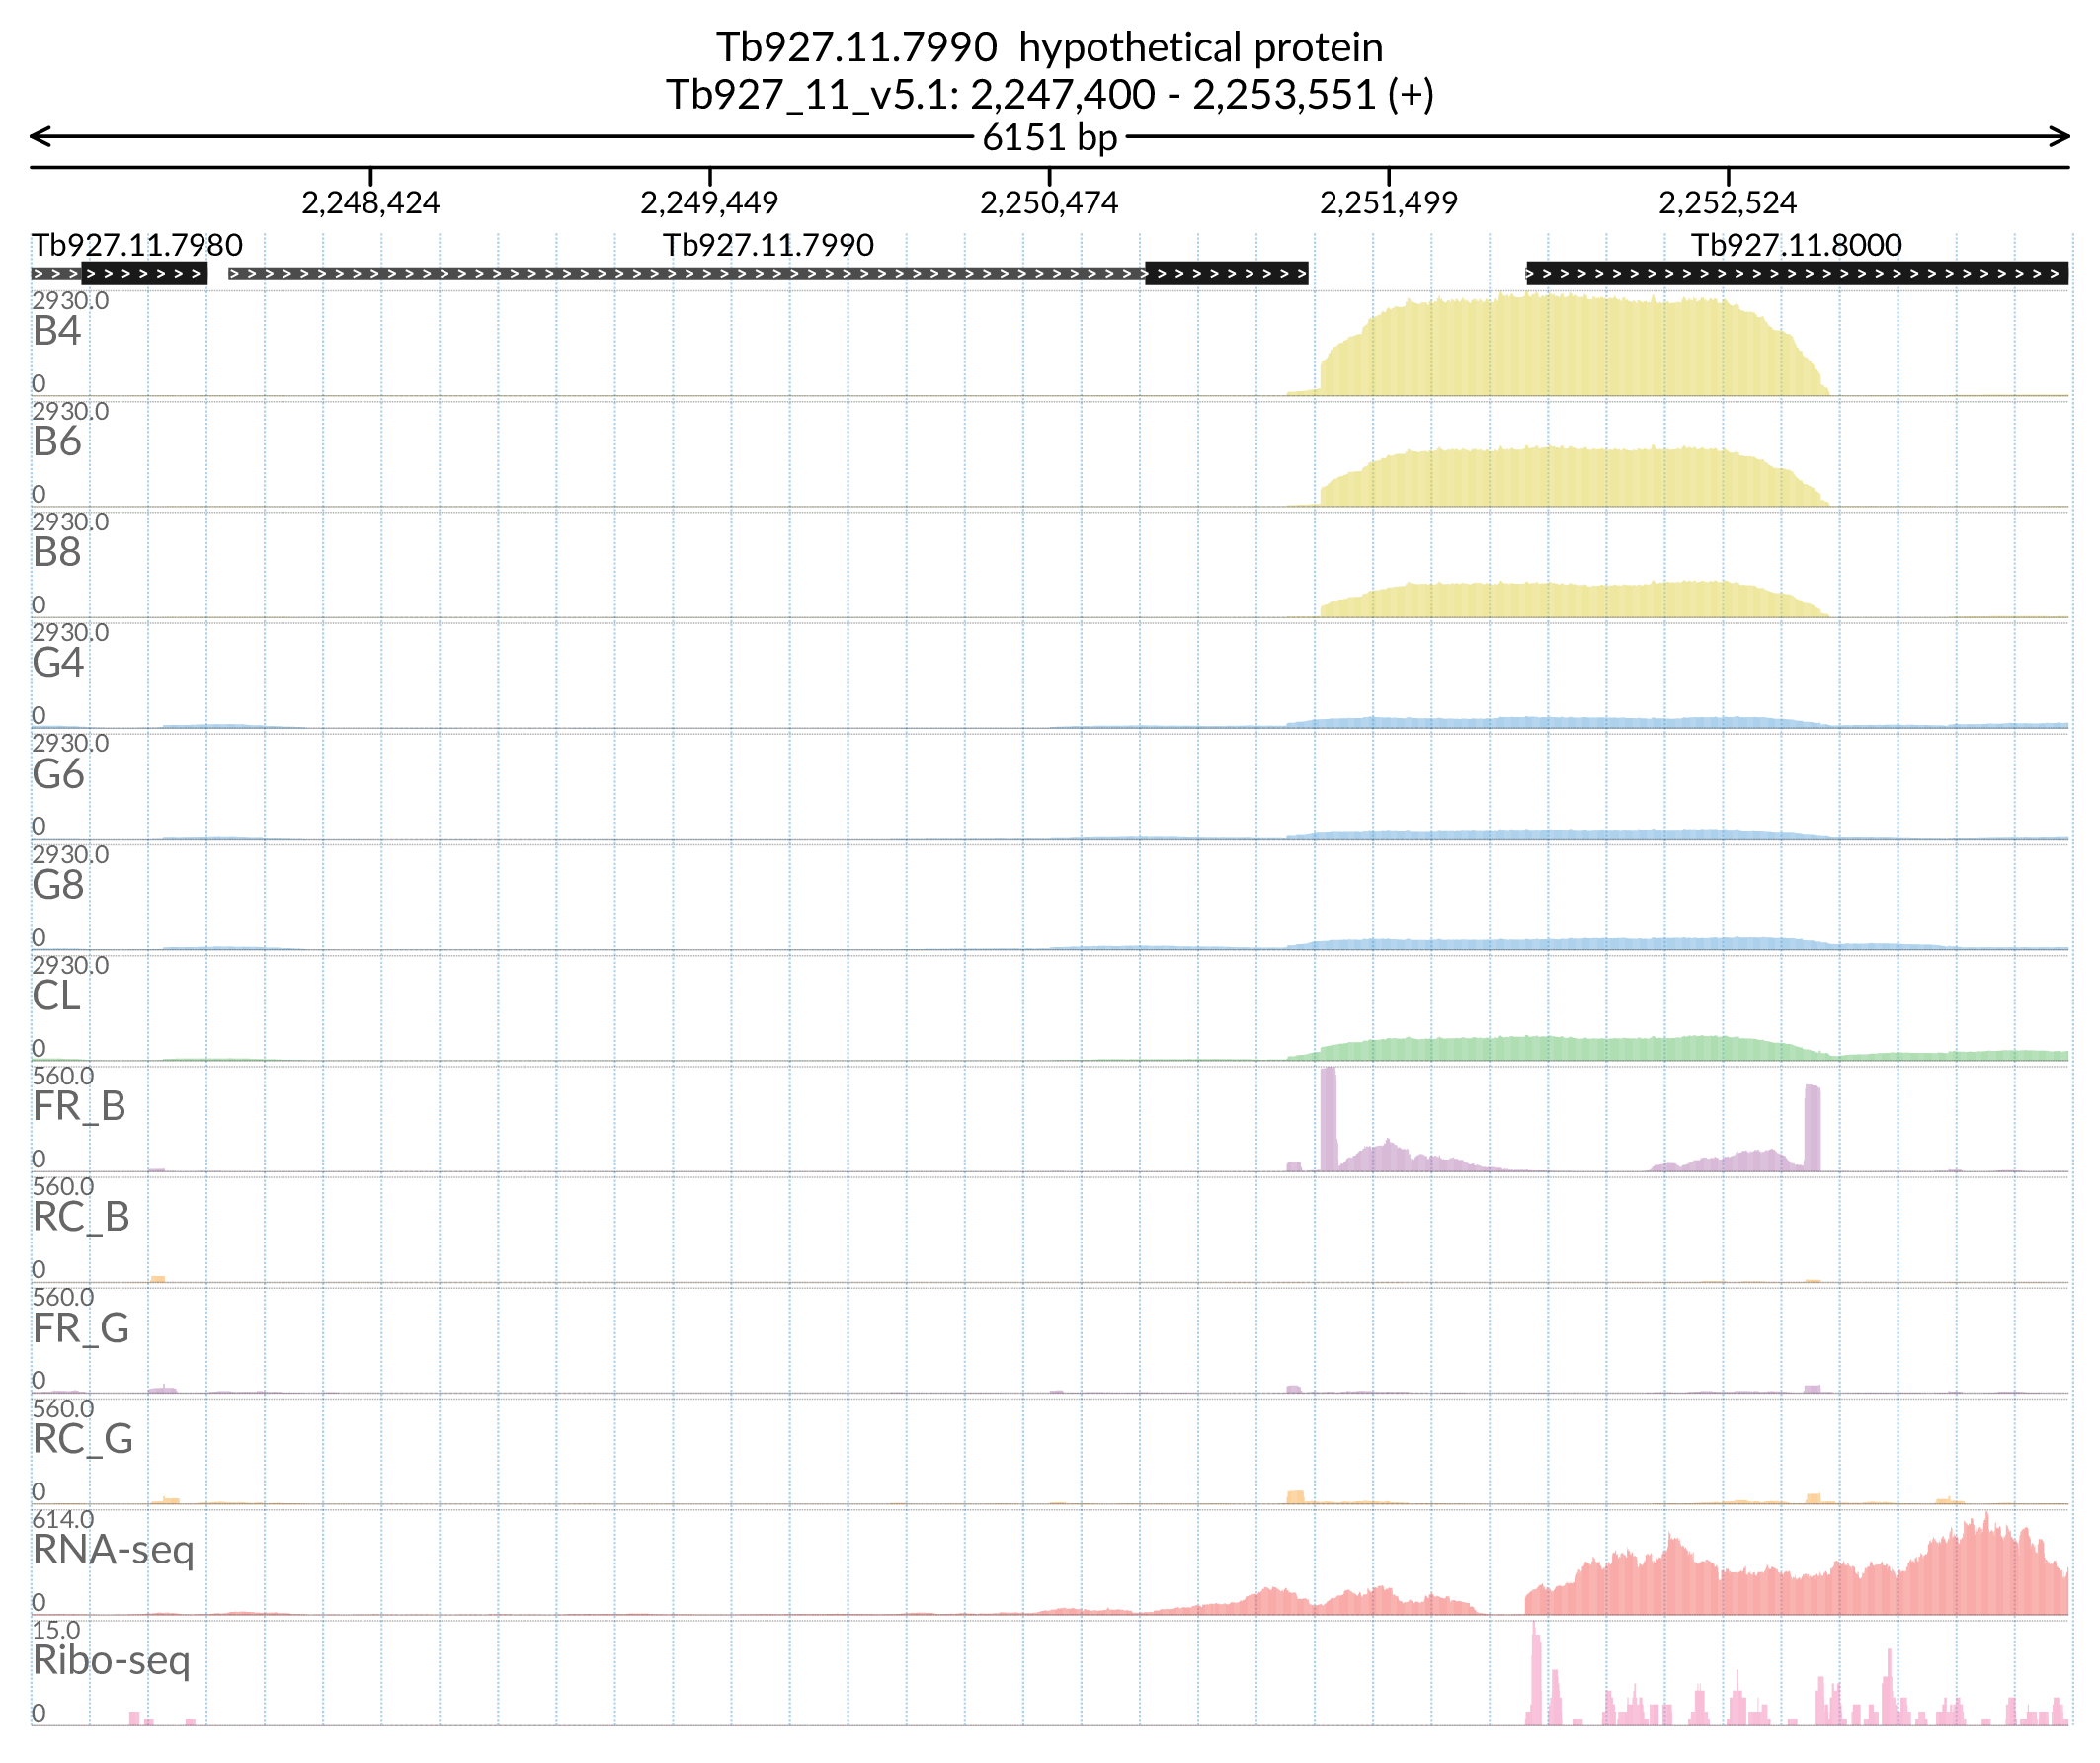 Tb927.11.7990 hypothetical protein
Tb927_11_v5.1: 2,247,400 - 2,253,551 (+)
6151 bp
2,248,424 2,249,449 2,250,474 2,251,499 2,252,524
Tb927.11.7980 Tb927.11.7990 Tb927.11.8000
2930.0
B4
0
2930.0
B6
0
2930.0
B8
0
2930.0
G4
0
2930.0
G6
0
2930.0
G8
0
2930.0
CL
0
560.0
FR_B
0
560.0
RC_B
0
560.0
FR_G
0
560.0
RC_G
0
614.0
RNA-seq
0
15.0
Ribo-seq
0